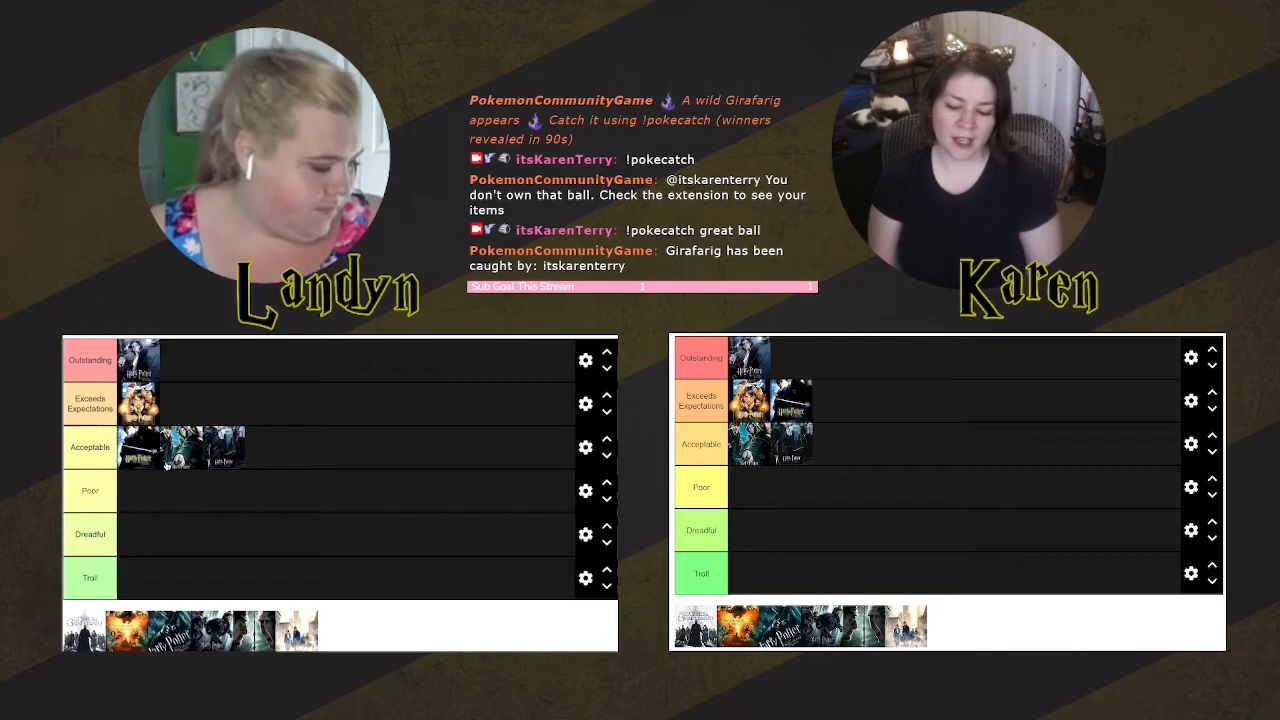 PokemonCommunityGame A wild Girafarig
appears Catch it using !pokecatch (winners
revealed in 90s)
itsKarenTerry: !pokecatch
PokemonCommunityGame: @itskarenterry You
don't own that ball. Check the extension to see your
items
itsKarenTerry: !pokecatch great ball
PokemonCommunityGame: Girafarig has been
caught by: itskarenterry
Sub Goal This Stream 1 1
Landyn
Karen
Outstanding
Exceeds
Expectations
Acceptable
Poor
Dreadful
Troll
Outstanding
Exceeds
Expectations
Acceptable
Poor
Dreadful
Troll